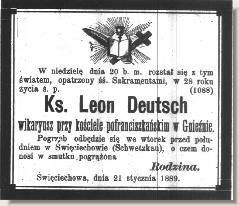 W niedzielę dnia 20 b. m. rozstał się z tym
światem, opatrzony śś. Sakramentami, w 28 roku
życia ś. p. (1088)
Ks. Leon Deutsch
wikaryusz przy kościele pofranciszkańskim w Gnieźnie.
Pogrzeb odbędzie się we wtorek przed połu-
dniem w Święciechowie (Schwetzkau), o czem dono-
si w smutku pogrążona
Rodzina.
Święciechowa, dnia 21 stycznia 1889.